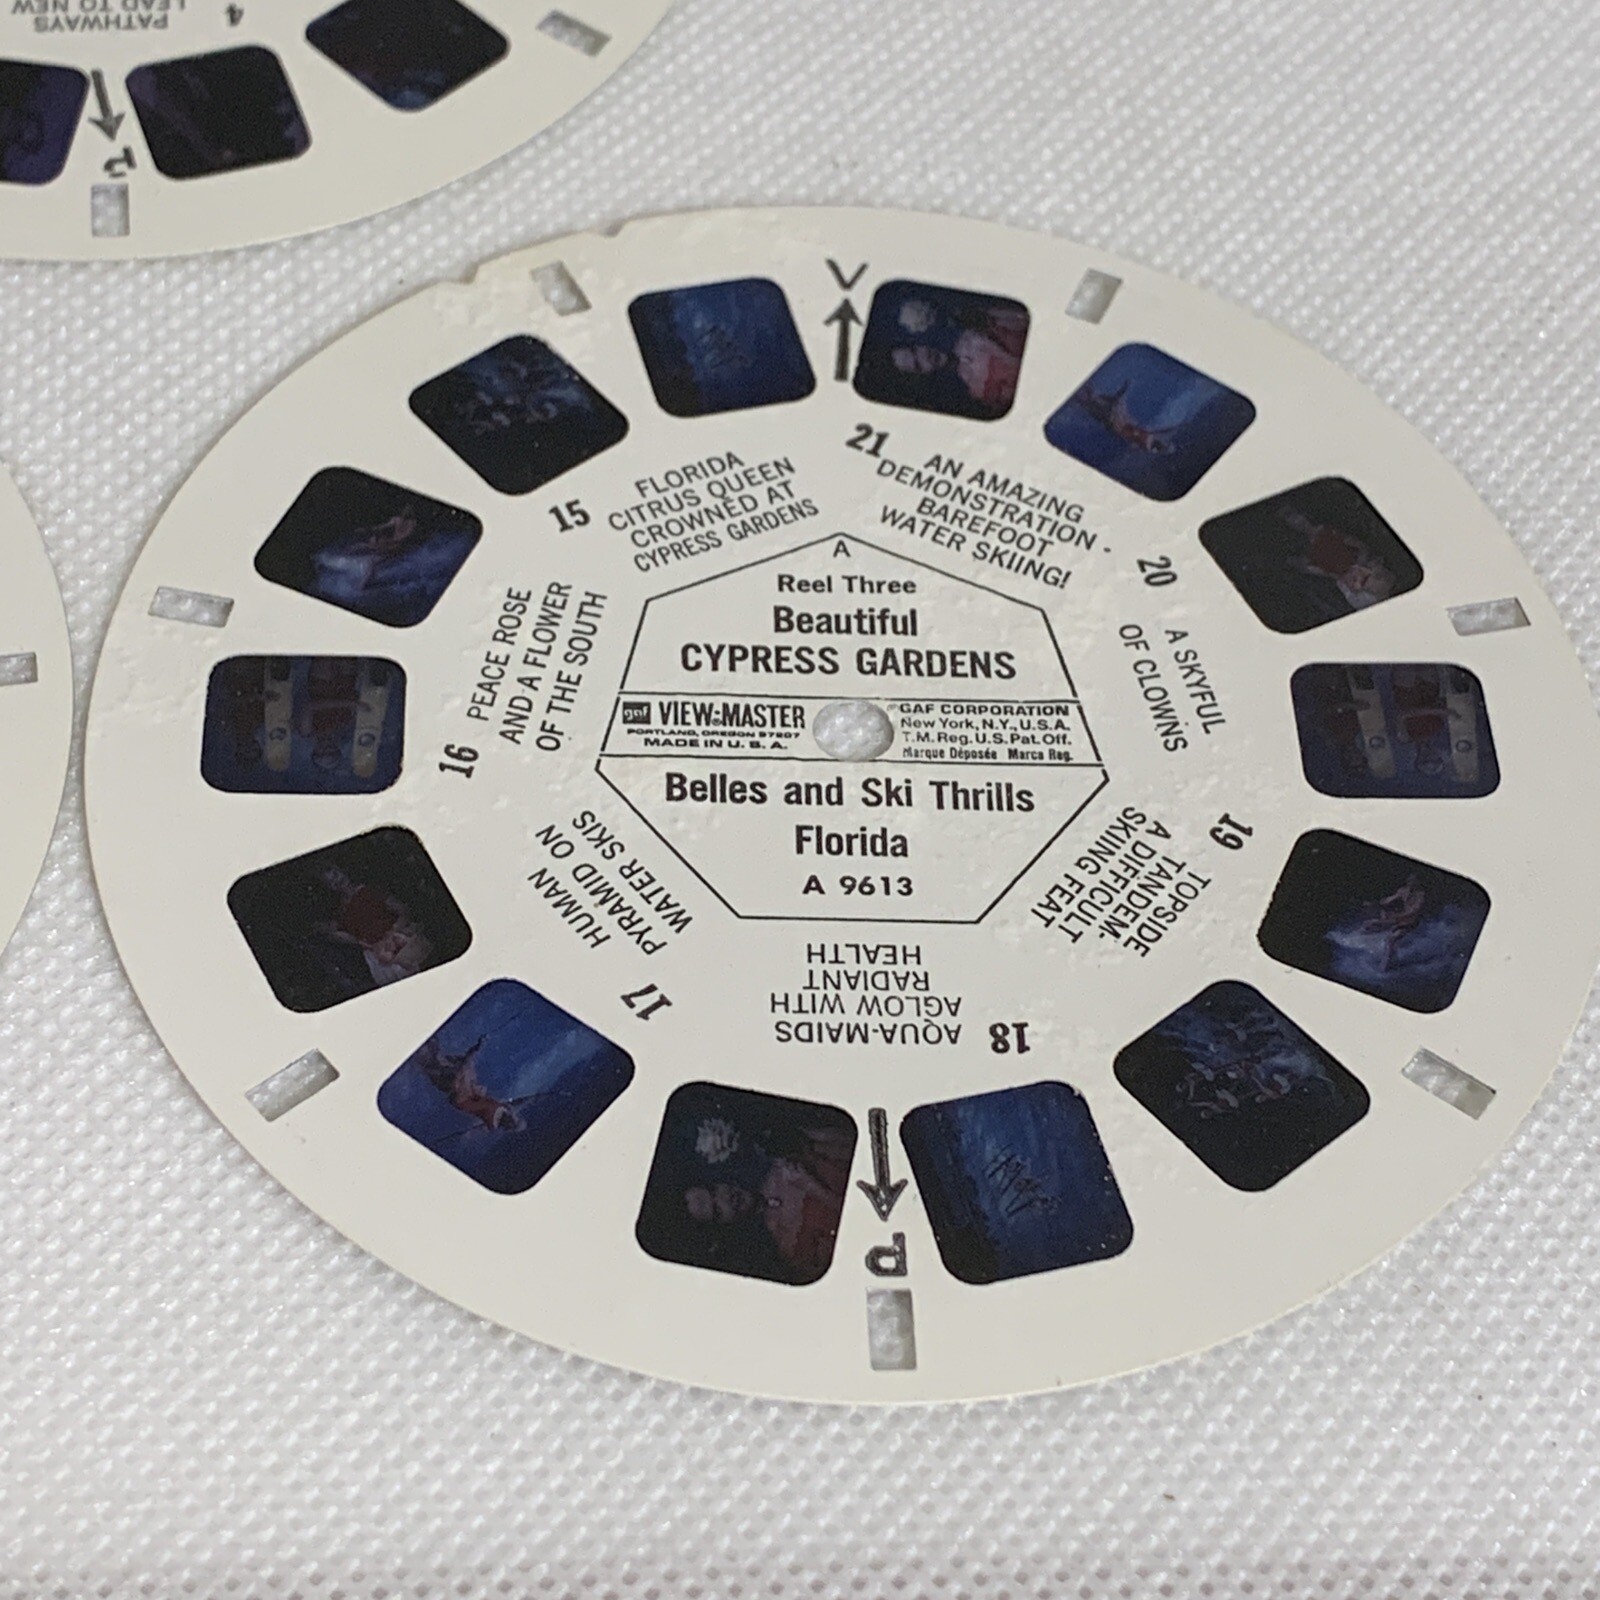 PATHWAYS
LEAD TO NEW
4
V
21
AN AMAZING
DEMONSTRATION -
BAREFOOT
WATER SKIING!
20
A SKYFUL
OF CLOWNS
19
TOPSIDE
TANDEM-
A DIFFICULT
SKIING FEAT
18
AQUA-MAIDS
AGLOW WITH
RADIANT
HEALTH
17
HUMAN
PYRAMID ON
WATER SKIS
16
PEACE ROSE
AND A FLOWER
OF THE SOUTH
15
FLORIDA
CITRUS QUEEN
CROWNED AT
CYPRESS GARDENS
A
Reel Three
Beautiful
CYPRESS GARDENS
gaf VIEW-MASTER
PORTLAND, OREGON 97207
MADE IN U. S. A.
GAF CORPORATION
New York, N.Y., U.S.A.
T.M. Reg. U.S. Pat. Off.
Marque Déposée Marca Reg.
Belles and Ski Thrills
Florida
A 9613
P